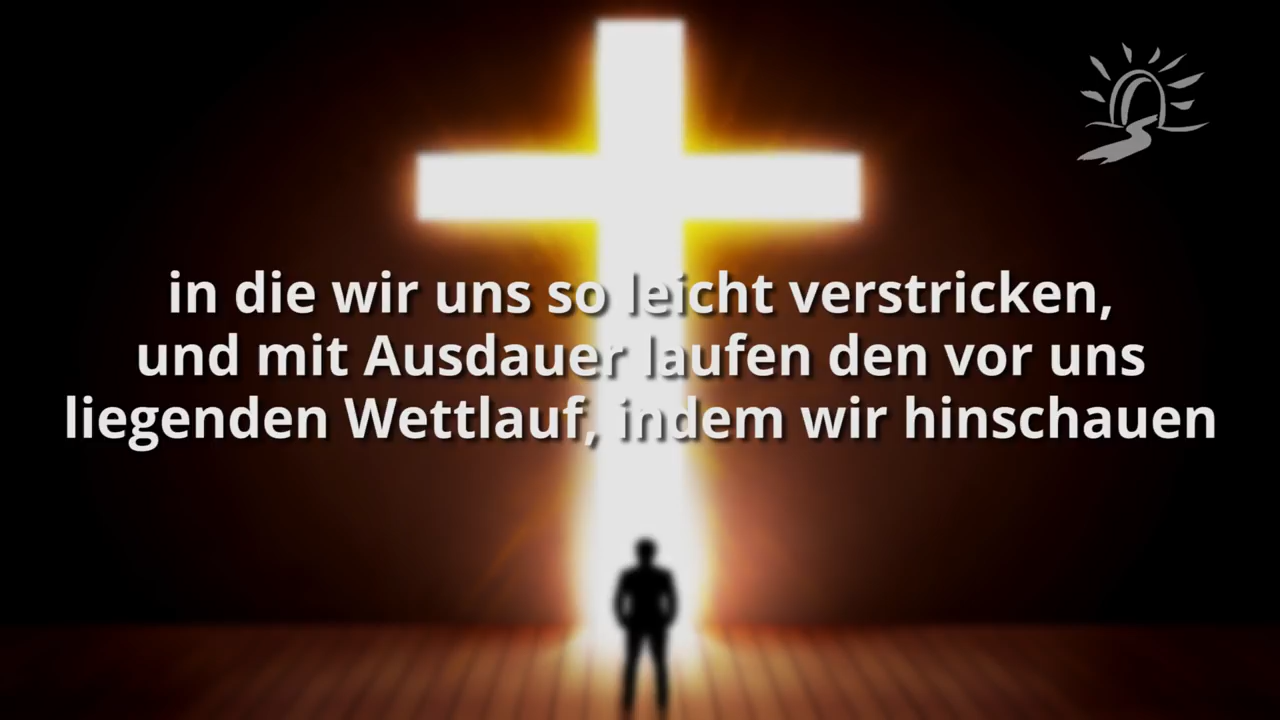 in die wir uns so leicht verstricken,
und mit Ausdauer laufen den vor uns
liegenden Wettlauf, indem wir hinschauen